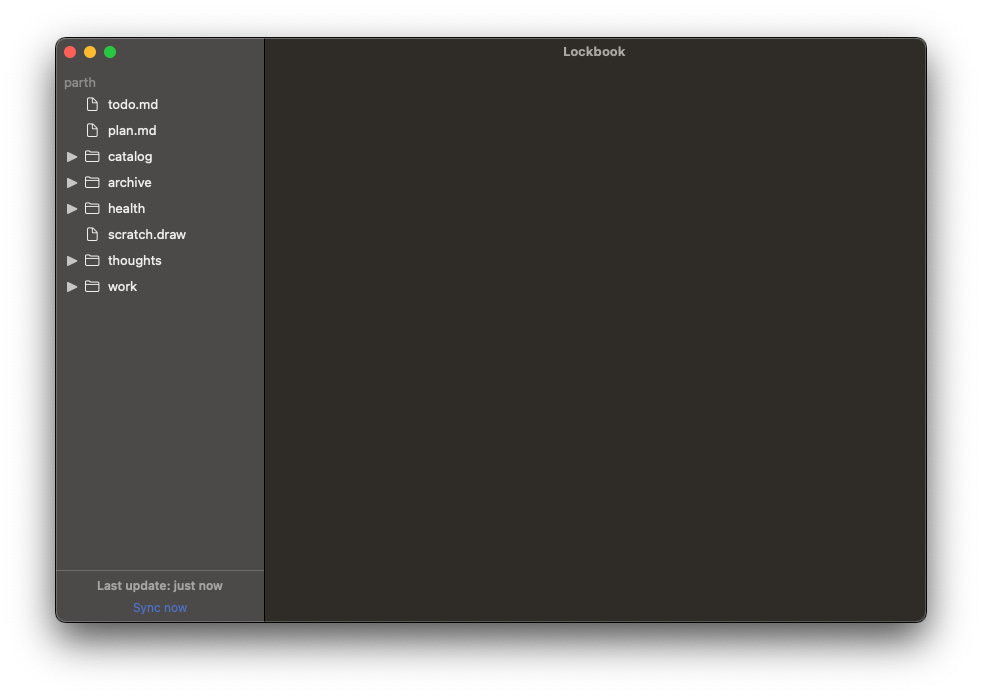 Lockbook
parth
todo.md
plan.md
catalog
archive
health
scratch.draw
thoughts
work
Last update: just now
Sync now